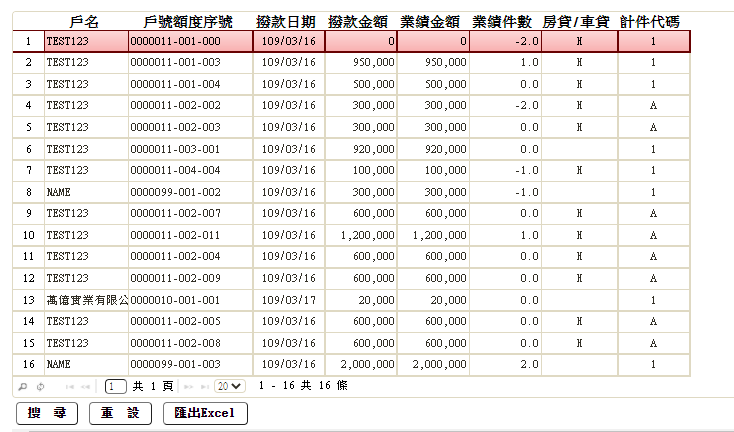 戶名 戶號額度序號 撥款日期 撥款金額 業績金額 業績件數 房貸/車貸 計件代碼
1 TEST123 0000011-001-000 109/03/16 0 0 -2.0 H 1
2 TEST123 0000011-001-003 109/03/16 950,000 950,000 1.0 H 1
3 TEST123 0000011-001-004 109/03/16 500,000 500,000 0.0 H 1
4 TEST123 0000011-002-002 109/03/16 300,000 300,000 -2.0 H A
5 TEST123 0000011-002-003 109/03/16 300,000 300,000 0.0 H A
6 TEST123 0000011-003-001 109/03/16 920,000 920,000 0.0 1
7 TEST123 0000011-004-004 109/03/16 100,000 100,000 -1.0 H 1
8 NAME 0000099-001-002 109/03/16 300,000 300,000 -1.0 1
9 TEST123 0000011-002-007 109/03/16 600,000 600,000 0.0 H A
10 TEST123 0000011-002-011 109/03/16 1,200,000 1,200,000 1.0 H A
11 TEST123 0000011-002-004 109/03/16 600,000 600,000 0.0 H A
12 TEST123 0000011-002-009 109/03/16 600,000 600,000 0.0 H A
13 萬億實業有限公 0000010-001-001 109/03/17 20,000 20,000 0.0 1
14 TEST123 0000011-002-005 109/03/16 600,000 600,000 0.0 H A
15 TEST123 0000011-002-008 109/03/16 600,000 600,000 0.0 H A
16 NAME 0000099-001-003 109/03/16 2,000,000 2,000,000 2.0 1
1 共 1 頁 20 1 - 16 共 16 條
搜 尋 重 設 匯出Excel